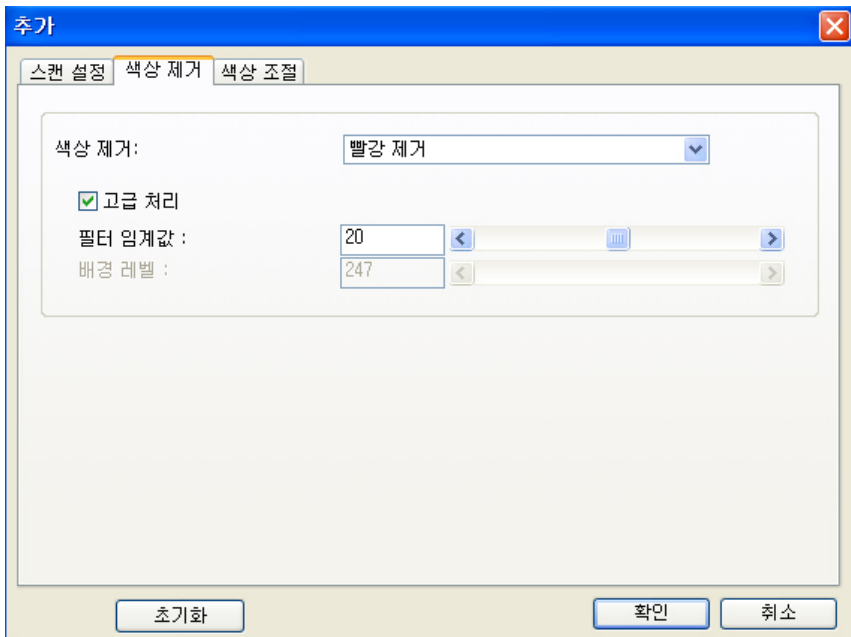 추가
스캔 설정 색상 제거 색상 조절
색상 제거: 빨강 제거
고급 처리
필터 임계값 : 20
배경 레벨 : 247
초기화 확인 취소